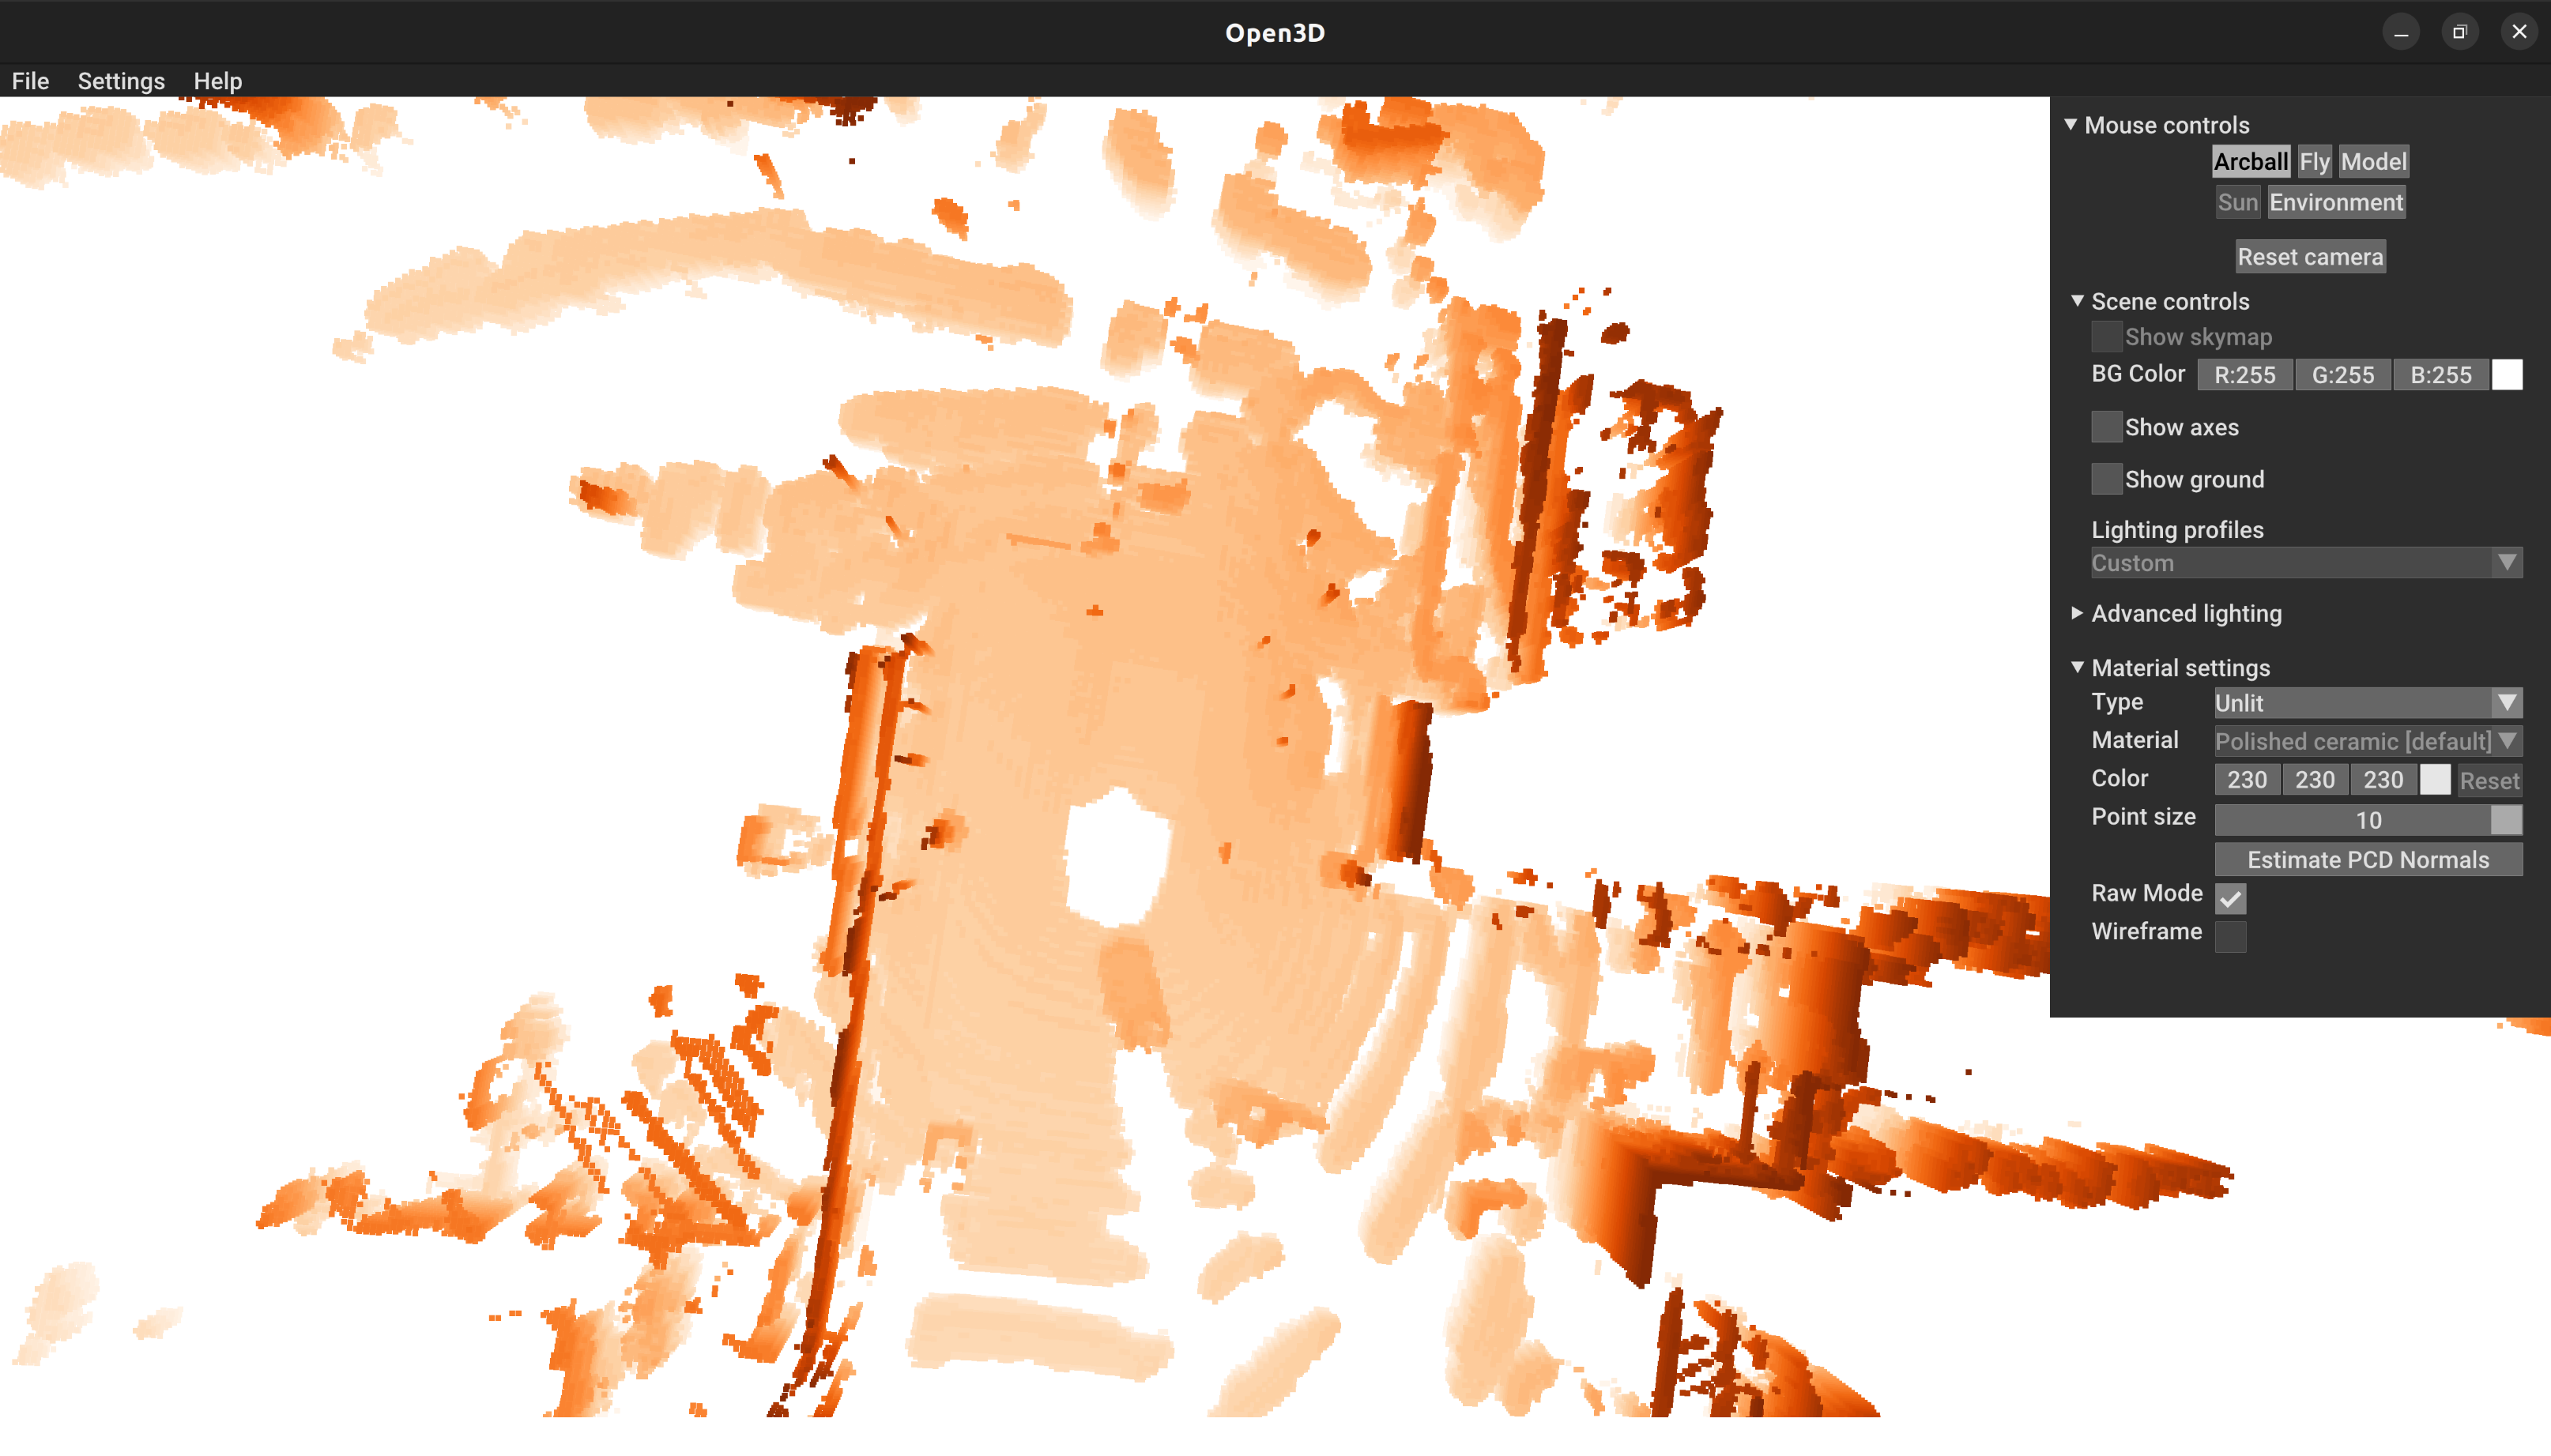 Open3D
File Settings Help
Mouse controls
Arcball Fly Model
Sun Environment
Reset camera
Scene controls
Show skymap
BG Color R:255 G:255 B:255
Show axes
Show ground
Lighting profiles
Custom
Advanced lighting
Material settings
Type Unlit
Material Polished ceramic [default]
Color 230 230 230 Reset
Point size 10
Estimate PCD Normals
Raw Mode
Wireframe